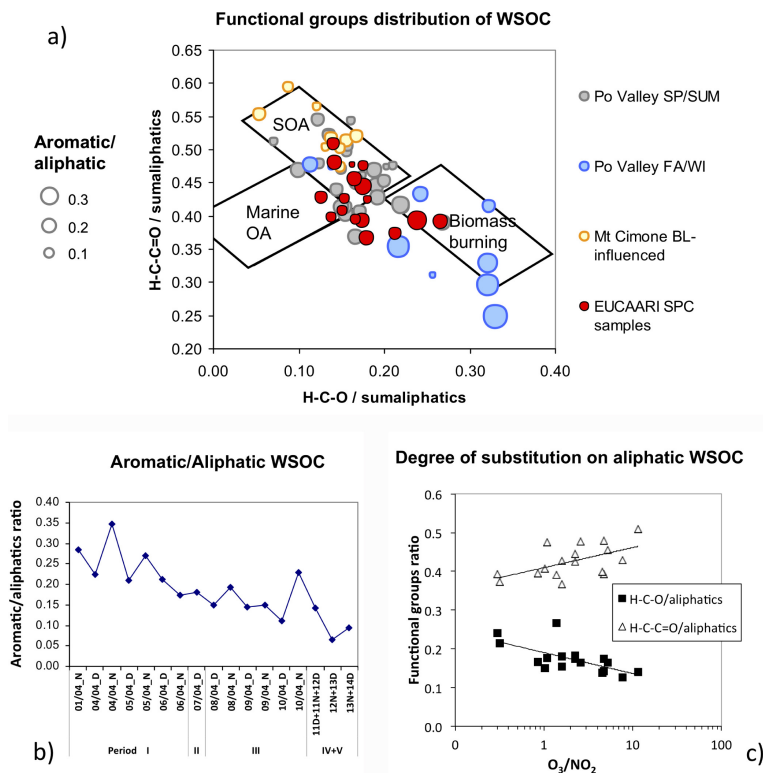 Functional groups distribution of WSOC
a)
0.65
0.60
0.55
0.50
0.45
0.40
0.35
0.30
0.25
0.20
H-C-C=O / sumaliphatics
0.00
0.10
0.20
0.30
0.40
H-C-O / sumaliphatics
SOA
Marine
OA
Biomass
burning
Aromatic/
aliphatic
0.3
0.2
0.1
Po Valley SP/SUM
Po Valley FA/WI
Mt Cimone BL-
influenced
EUCAARI SPC
samples
Aromatic/Aliphatic WSOC
Aromatic/aliphatics ratio
0.40
0.35
0.30
0.25
0.20
0.15
0.10
0.05
0.00
01/04_N
04/04_D
04/04_N
05/04_D
05/04_N
06/04_D
06/04_N
07/04_D
08/04_D
08/04_N
09/04_D
09/04_N
10/04_D
10/04_N
11D+11N+12D
12N+13D
13N+14D
Period I
II
III
IV+V
b)
Degree of substitution on aliphatic WSOC
Functional groups ratio
0.6
0.5
0.4
0.3
0.2
0.1
0
H-C-O/aliphatics
H-C-C=O/aliphatics
0
1
10
100
O3/NO2
c)